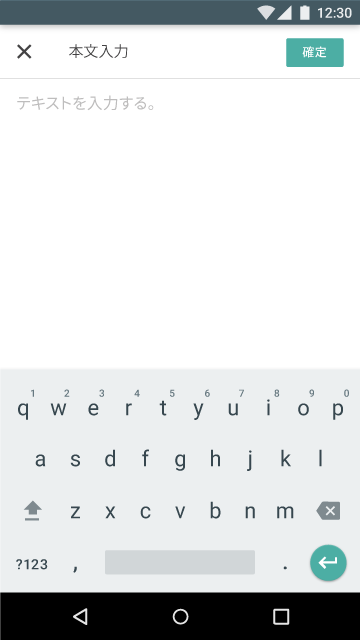 12:30
本文入力 確定
テキストを入力する。
1 2 3 4 5 6 7 8 9 0
q w e r t y u i o p
a s d f g h j k l
z x c v b n m
?123 , .